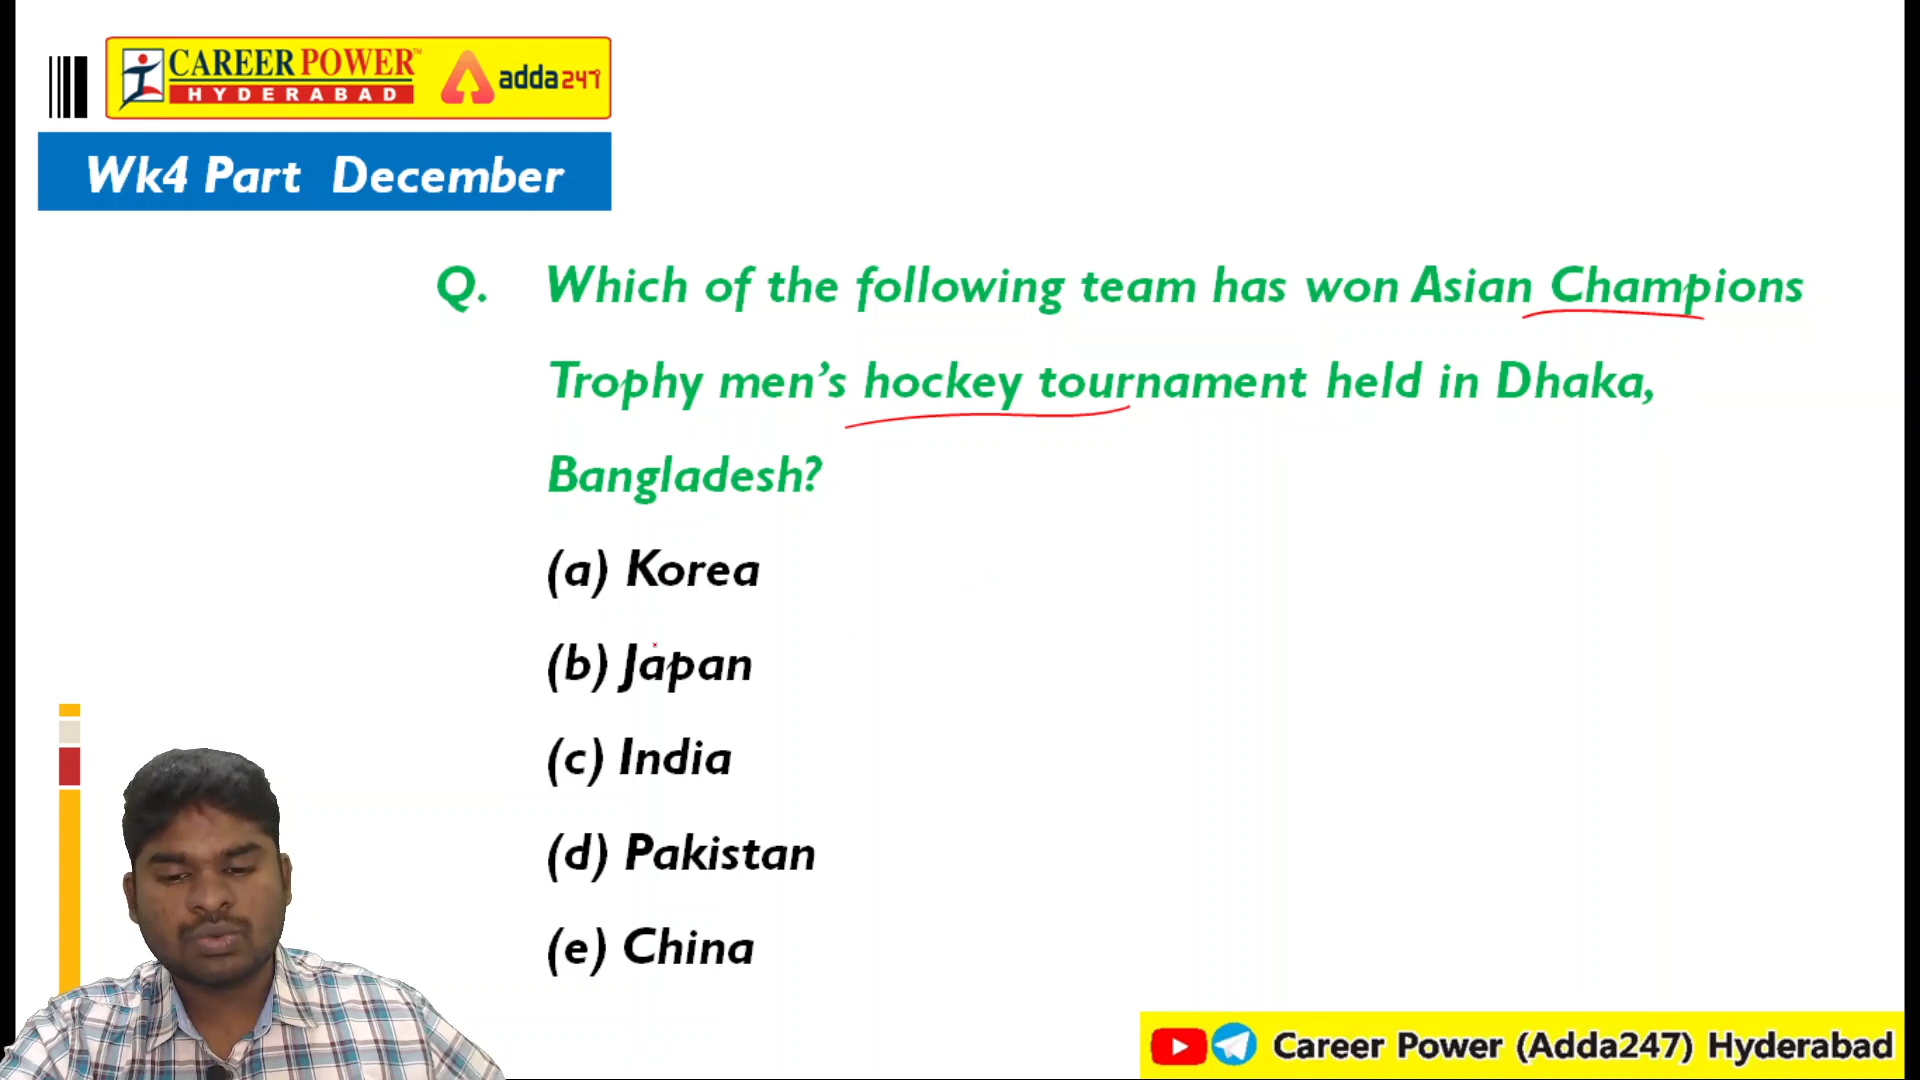 CAREER POWER
HYDERABAD
adda247
Wk4 Part December
Q. Which of the following team has won Asian Champions
Trophy men's hockey tournament held in Dhaka,
Bangladesh?
(a) Korea
(b) Japan
(c) India
(d) Pakistan
(e) China
Career Power (Adda247) Hyderabad